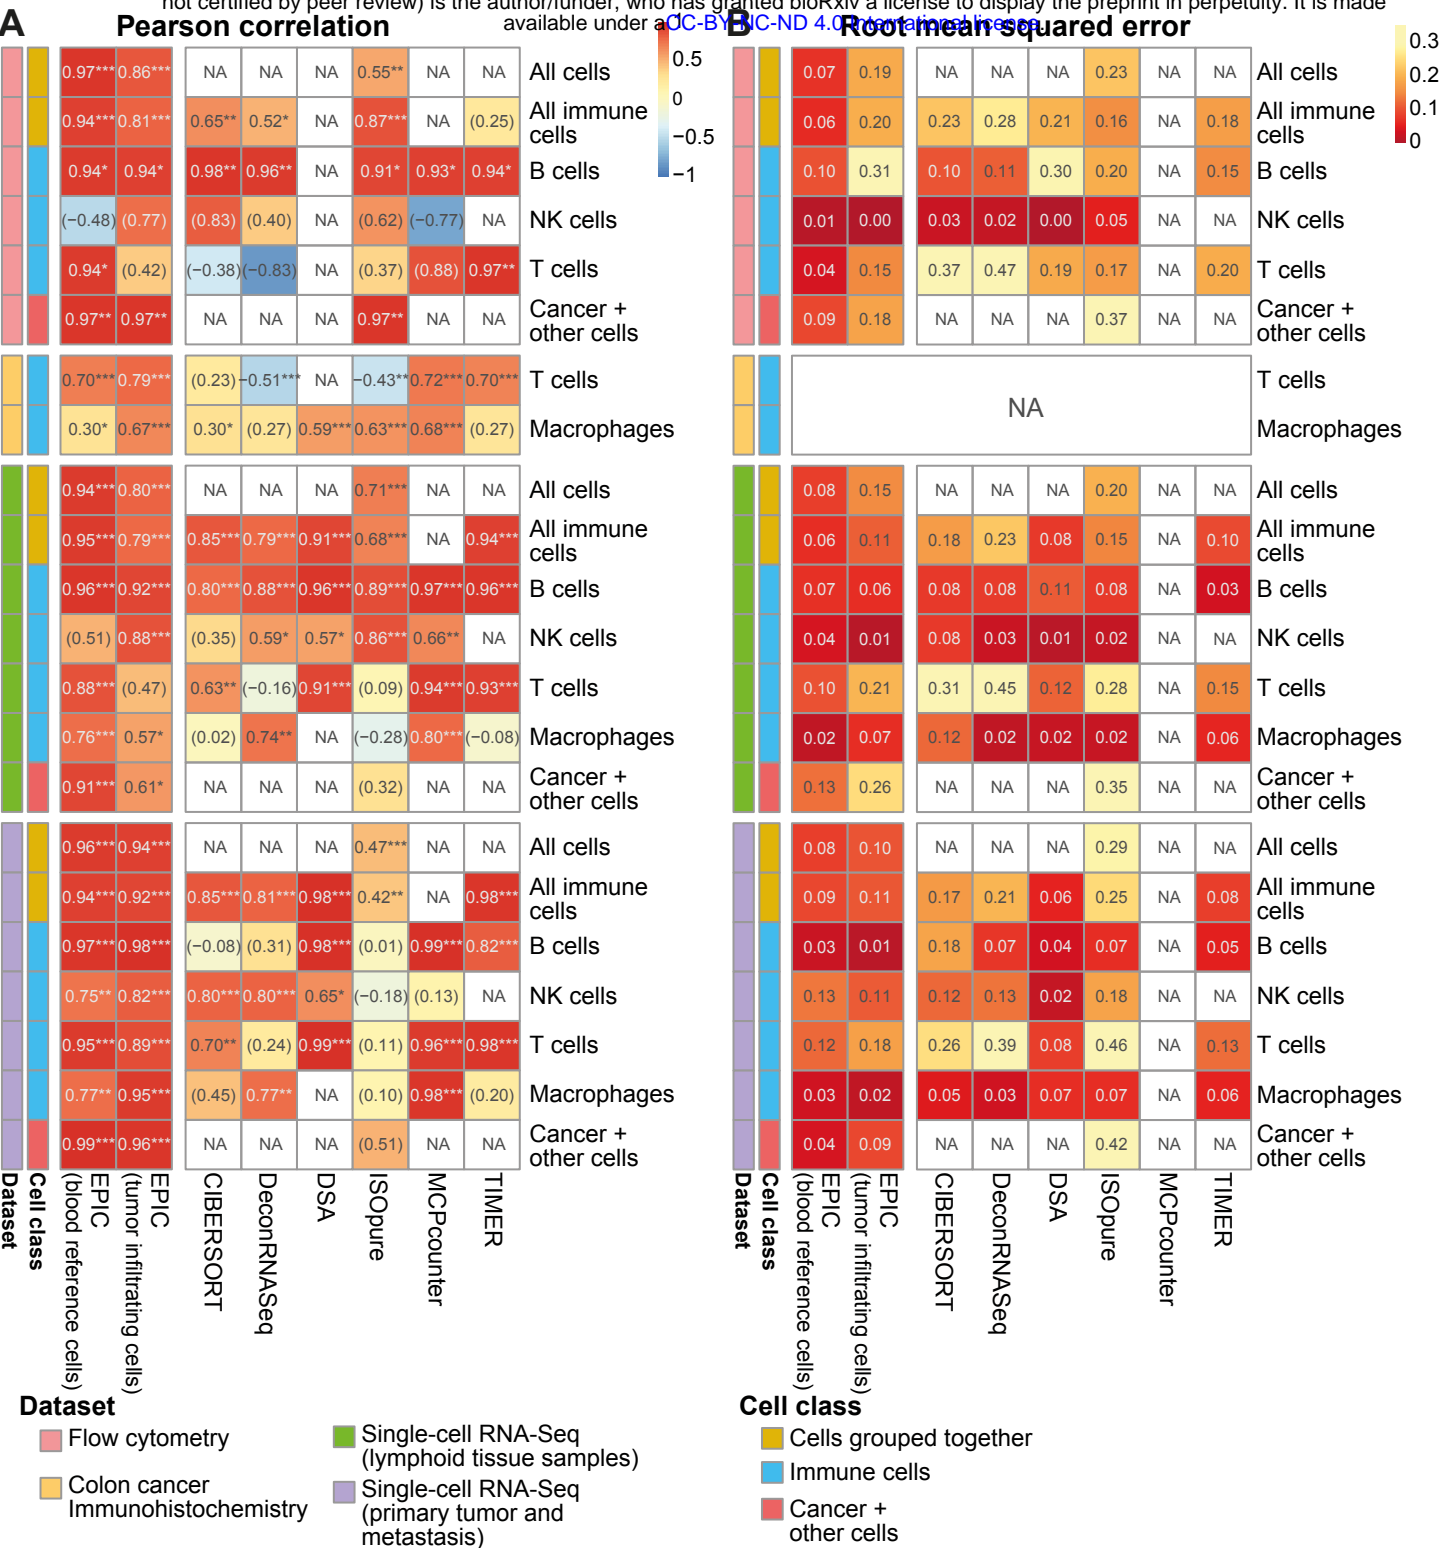 not certified by peer review) is the author/funder, who has granted bioRxiv a license to display the preprint in perpetuity. It is made
available under aCC-BY-NC-ND 4.0 International license.
A Pearson correlation
B Root mean squared error
0.5
0
−0.5
−1
0.3
0.2
0.1
0
0.97*** 0.86*** NA NA NA 0.55** NA NA All cells
0.94*** 0.81*** 0.65** 0.52* NA 0.87*** NA (0.25) All immune cells
0.94* 0.94* 0.98** 0.96** NA 0.91* 0.93* 0.94* B cells
(−0.48) (0.77) (0.83) (0.40) NA (0.62) (−0.77) NA NK cells
0.94* (0.42) (−0.38) (−0.83) NA (0.37) (0.88) 0.97** T cells
0.97** 0.97** NA NA NA 0.97** NA NA Cancer + other cells
0.70*** 0.79*** (0.23) −0.51*** NA −0.43** 0.72*** 0.70*** T cells
0.30* 0.67*** 0.30* (0.27) 0.59*** 0.63*** 0.68*** (0.27) Macrophages
0.94*** 0.80*** NA NA NA 0.71*** NA NA All cells
0.95*** 0.79*** 0.85*** 0.79*** 0.91*** 0.68*** NA 0.94*** All immune cells
0.96*** 0.92*** 0.80*** 0.88*** 0.96*** 0.89*** 0.97*** 0.96*** B cells
(0.51) 0.88*** (0.35) 0.59* 0.57* 0.86*** 0.66** NA NK cells
0.88*** (0.47) 0.63** (−0.16) 0.91*** (0.09) 0.94*** 0.93*** T cells
0.76*** 0.57* (0.02) 0.74** NA (−0.28) 0.80*** (−0.08) Macrophages
0.91*** 0.61* NA NA NA (0.32) NA NA Cancer + other cells
0.96*** 0.94*** NA NA NA 0.47*** NA NA All cells
0.94*** 0.92*** 0.85*** 0.81*** 0.98*** 0.42** NA 0.98*** All immune cells
0.97*** 0.98*** (−0.08) (0.31) 0.98*** (0.01) 0.99*** 0.82*** B cells
0.75** 0.82*** 0.80*** 0.80*** 0.65* (−0.18) (0.13) NA NK cells
0.95*** 0.89*** 0.70** (0.24) 0.99*** (0.11) 0.96*** 0.98*** T cells
0.77** 0.95*** (0.45) 0.77** NA (0.10) 0.98*** (0.20) Macrophages
0.99*** 0.96*** NA NA NA (0.51) NA NA Cancer + other cells
Dataset
Cell class
EPIC
(blood reference cells)
EPIC
(tumor infiltrating cells)
CIBERSORT
DeconRNASeq
DSA
ISOpure
MCPcounter
TIMER
0.07 0.19 NA NA NA 0.23 NA NA All cells
0.06 0.20 0.23 0.28 0.21 0.16 NA 0.18 All immune cells
0.10 0.31 0.10 0.11 0.30 0.20 NA 0.15 B cells
0.01 0.00 0.03 0.02 0.00 0.05 NA NA NK cells
0.04 0.15 0.37 0.47 0.19 0.17 NA 0.20 T cells
0.09 0.18 NA NA NA 0.37 NA NA Cancer + other cells
NA
T cells
Macrophages
0.08 0.15 NA NA NA 0.20 NA NA All cells
0.06 0.11 0.18 0.23 0.08 0.15 NA 0.10 All immune cells
0.07 0.06 0.08 0.08 0.11 0.08 NA 0.03 B cells
0.04 0.01 0.08 0.03 0.01 0.02 NA NA NK cells
0.10 0.21 0.31 0.45 0.12 0.28 NA 0.15 T cells
0.02 0.07 0.12 0.02 0.02 0.02 NA 0.06 Macrophages
0.13 0.26 NA NA NA 0.35 NA NA Cancer + other cells
0.08 0.10 NA NA NA 0.29 NA NA All cells
0.09 0.11 0.17 0.21 0.06 0.25 NA 0.08 All immune cells
0.03 0.01 0.18 0.07 0.04 0.07 NA 0.05 B cells
0.13 0.11 0.12 0.13 0.02 0.18 NA NA NK cells
0.12 0.18 0.26 0.39 0.08 0.46 NA 0.13 T cells
0.03 0.02 0.05 0.03 0.07 0.07 NA 0.06 Macrophages
0.04 0.09 NA NA NA 0.42 NA NA Cancer + other cells
Dataset
Cell class
EPIC
(blood reference cells)
EPIC
(tumor infiltrating cells)
CIBERSORT
DeconRNASeq
DSA
ISOpure
MCPcounter
TIMER
Dataset
Flow cytometry
Colon cancer
Immunohistochemistry
Single-cell RNA-Seq
(lymphoid tissue samples)
Single-cell RNA-Seq
(primary tumor and
metastasis)
Cell class
Cells grouped together
Immune cells
Cancer +
other cells